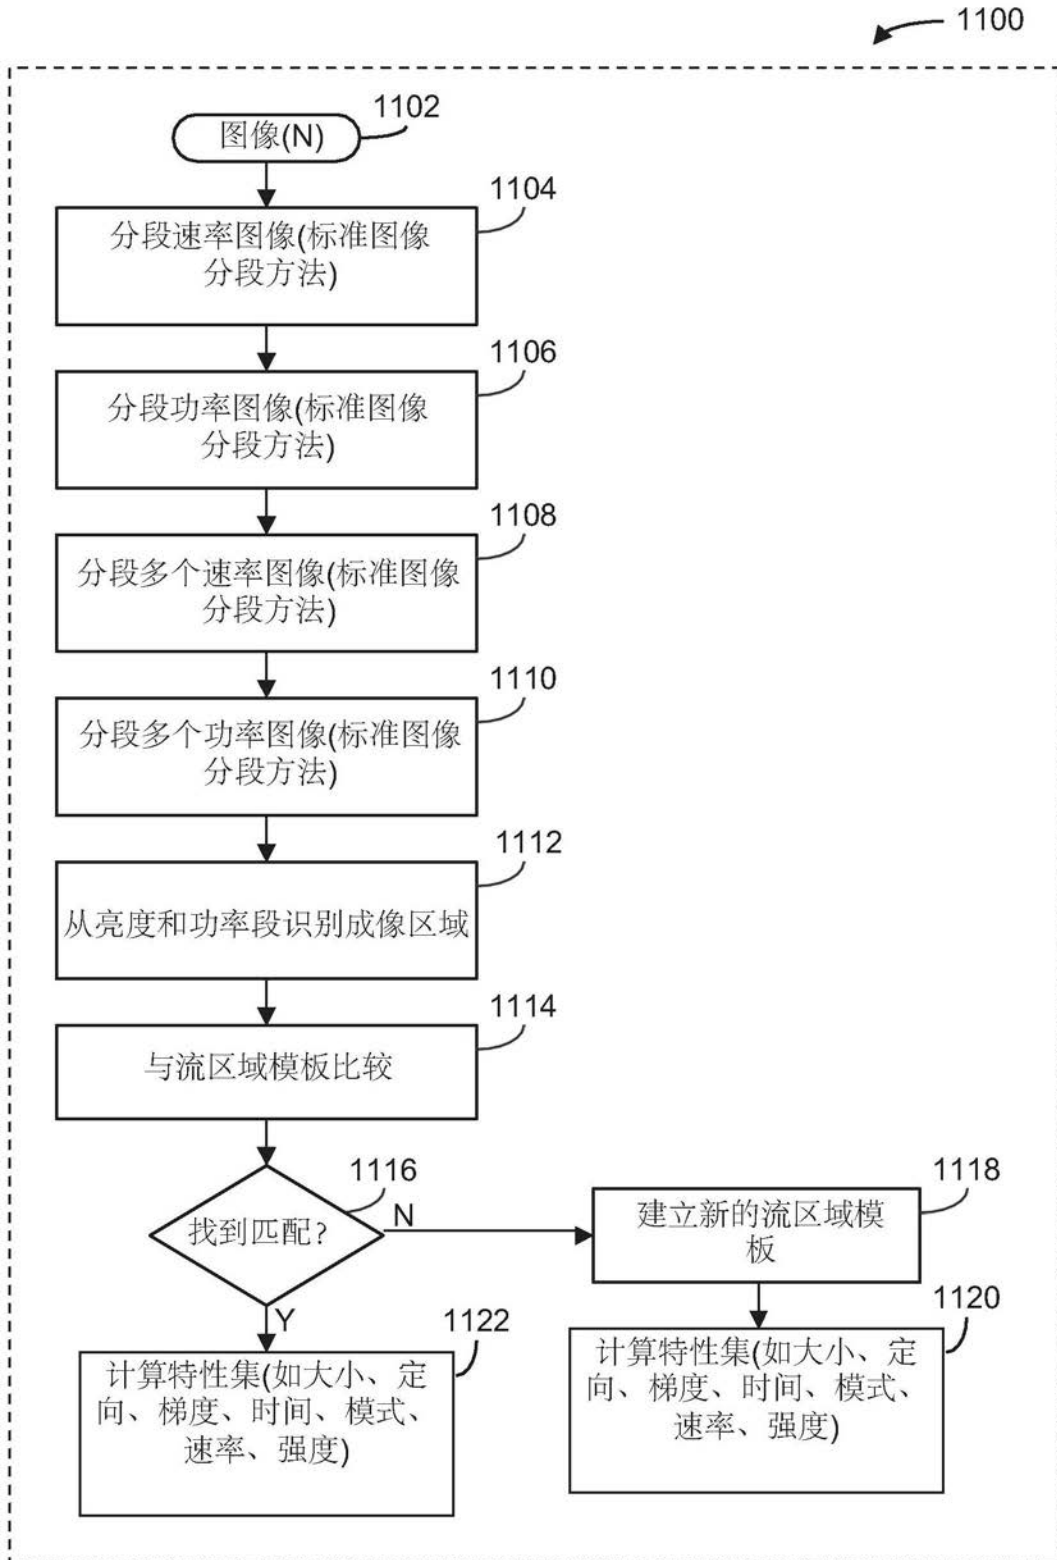 1100
1102
图像(N)
1104
分段速率图像(标准图像
分段方法)
1106
分段功率图像(标准图像
分段方法)
1108
分段多个速率图像(标准图像
分段方法)
1110
分段多个功率图像(标准图像
分段方法)
1112
从亮度和功率段识别成像区域
1114
与流区域模板比较
1116
找到匹配?
N
1118
建立新的流区域模
板
Y
1122
计算特性集(如大小、定
向、梯度、时间、模式、
速率、强度)
1120
计算特性集(如大小、定
向、梯度、时间、模式、
速率、强度)